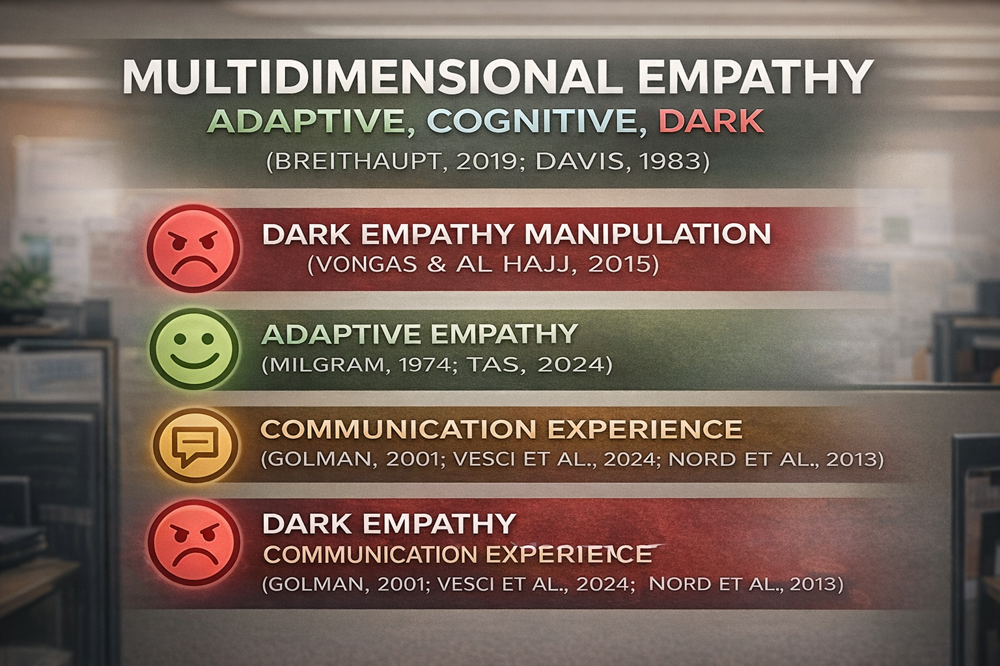 MULTIDIMENSIONAL EMPATHY
ADAPTIVE, COGNITIVE, DARK
(BREITHAUPT, 2019; DAVIS, 1983)
DARK EMPATHY MANIPULATION
(VONGAS & AL HAJJ, 2015)
ADAPTIVE EMPATHY
(MILGRAM, 1974; TAS, 2024)
COMMUNICATION EXPERIENCE
(GOLMAN, 2001; VESCI ET AL., 2024; NORD ET AL., 2013)
DARK EMPATHY
COMMUNICATION EXPERIENCE
(GOLMAN, 2001; VESCI ET AL., 2024; NORD ET AL., 2013)